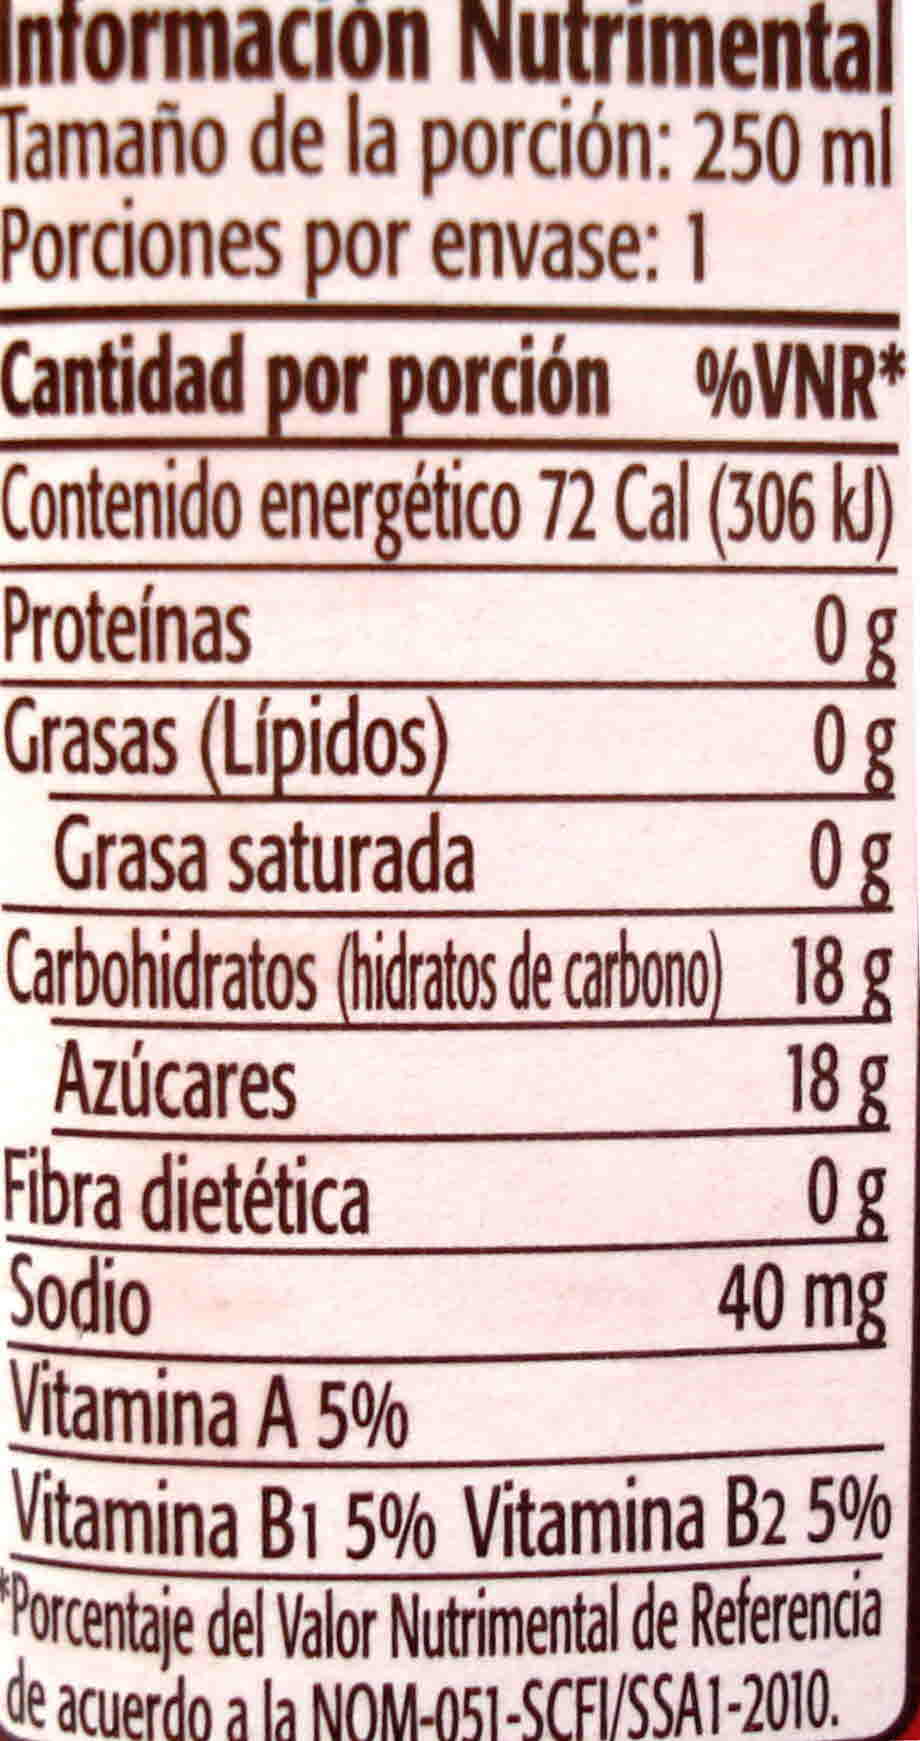 Información Nutrimental
Tamaño de la porción: 250 ml
Porciones por envase: 1
Cantidad por porción %VNR*
Contenido energético 72 Cal (306 kJ)
Proteínas 0 g
Grasas (Lípidos) 0 g
Grasa saturada 0 g
Carbohidratos (hidratos de carbono) 18 g
Azúcares 18 g
Fibra dietética 0 g
Sodio 40 mg
Vitamina A 5%
Vitamina B1 5% Vitamina B2 5%
*Porcentaje del Valor Nutrimental de Referencia
de acuerdo a la NOM-051-SCFI/SSA1-2010.